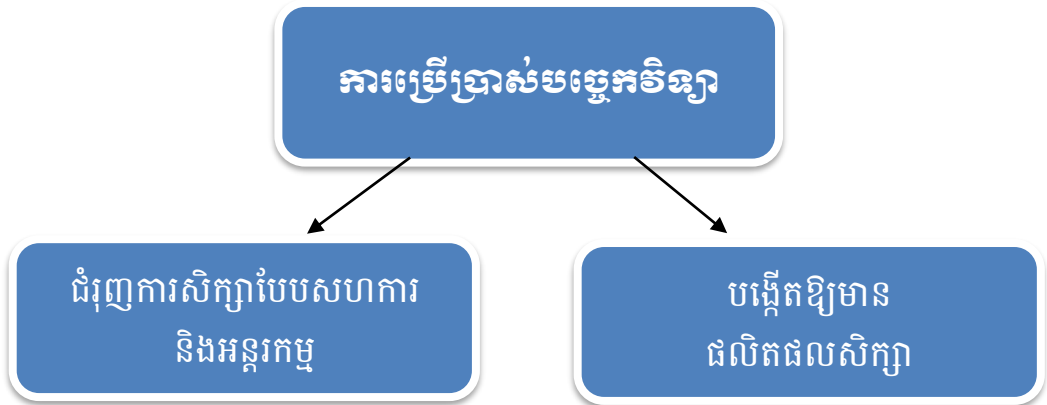 ការប្រើប្រាស់បច្ចេកវិទ្យា
ជំរុញការសិក្សាបែបសហការ
និងអន្តរកម្ម
បង្កើតឱ្យមាន
ផលិតផលសិក្សា